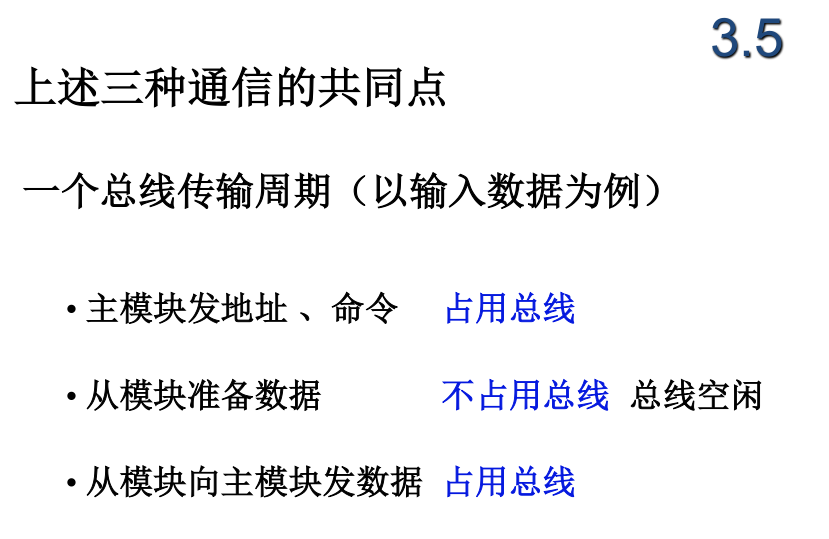 3.5
上述三种通信的共同点
一个总线传输周期（以输入数据为例）
• 主模块发地址 、命令 占用总线
• 从模块准备数据 不占用总线 总线空闲
• 从模块向主模块发数据 占用总线